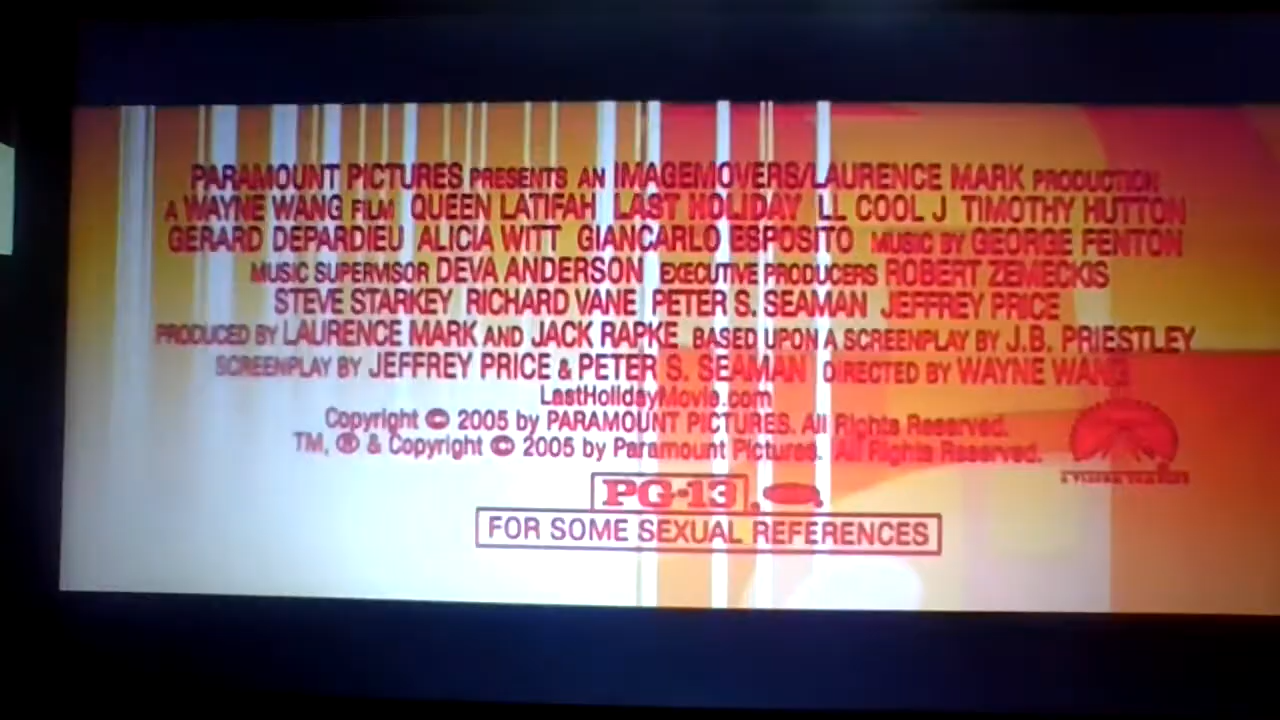 PARAMOUNT PICTURES PRESENTS AN IMAGEMOVERS/LAURENCE MARK PRODUCTION
A WAYNE WANG FILM QUEEN LATIFAH LAST HOLIDAY LL COOL J TIMOTHY HUTTON
GERARD DEPARDIEU ALICIA WITT GIANCARLO ESPOSITO MUSIC BY GEORGE FENTON
MUSIC SUPERVISOR DEVA ANDERSON EXECUTIVE PRODUCERS ROBERT ZEMECKIS
STEVE STARKEY RICHARD VANE PETER S. SEAMAN JEFFREY PRICE
PRODUCED BY LAURENCE MARK AND JACK RAPKE BASED UPON A SCREENPLAY BY J.B. PRIESTLEY
SCREENPLAY BY JEFFREY PRICE & PETER S. SEAMAN DIRECTED BY WAYNE WANG
LastHolidayMovie.com
Copyright © 2005 by PARAMOUNT PICTURES. All Rights Reserved.
TM, ® & Copyright © 2005 by Paramount Pictures. All Rights Reserved.
PG-13
FOR SOME SEXUAL REFERENCES